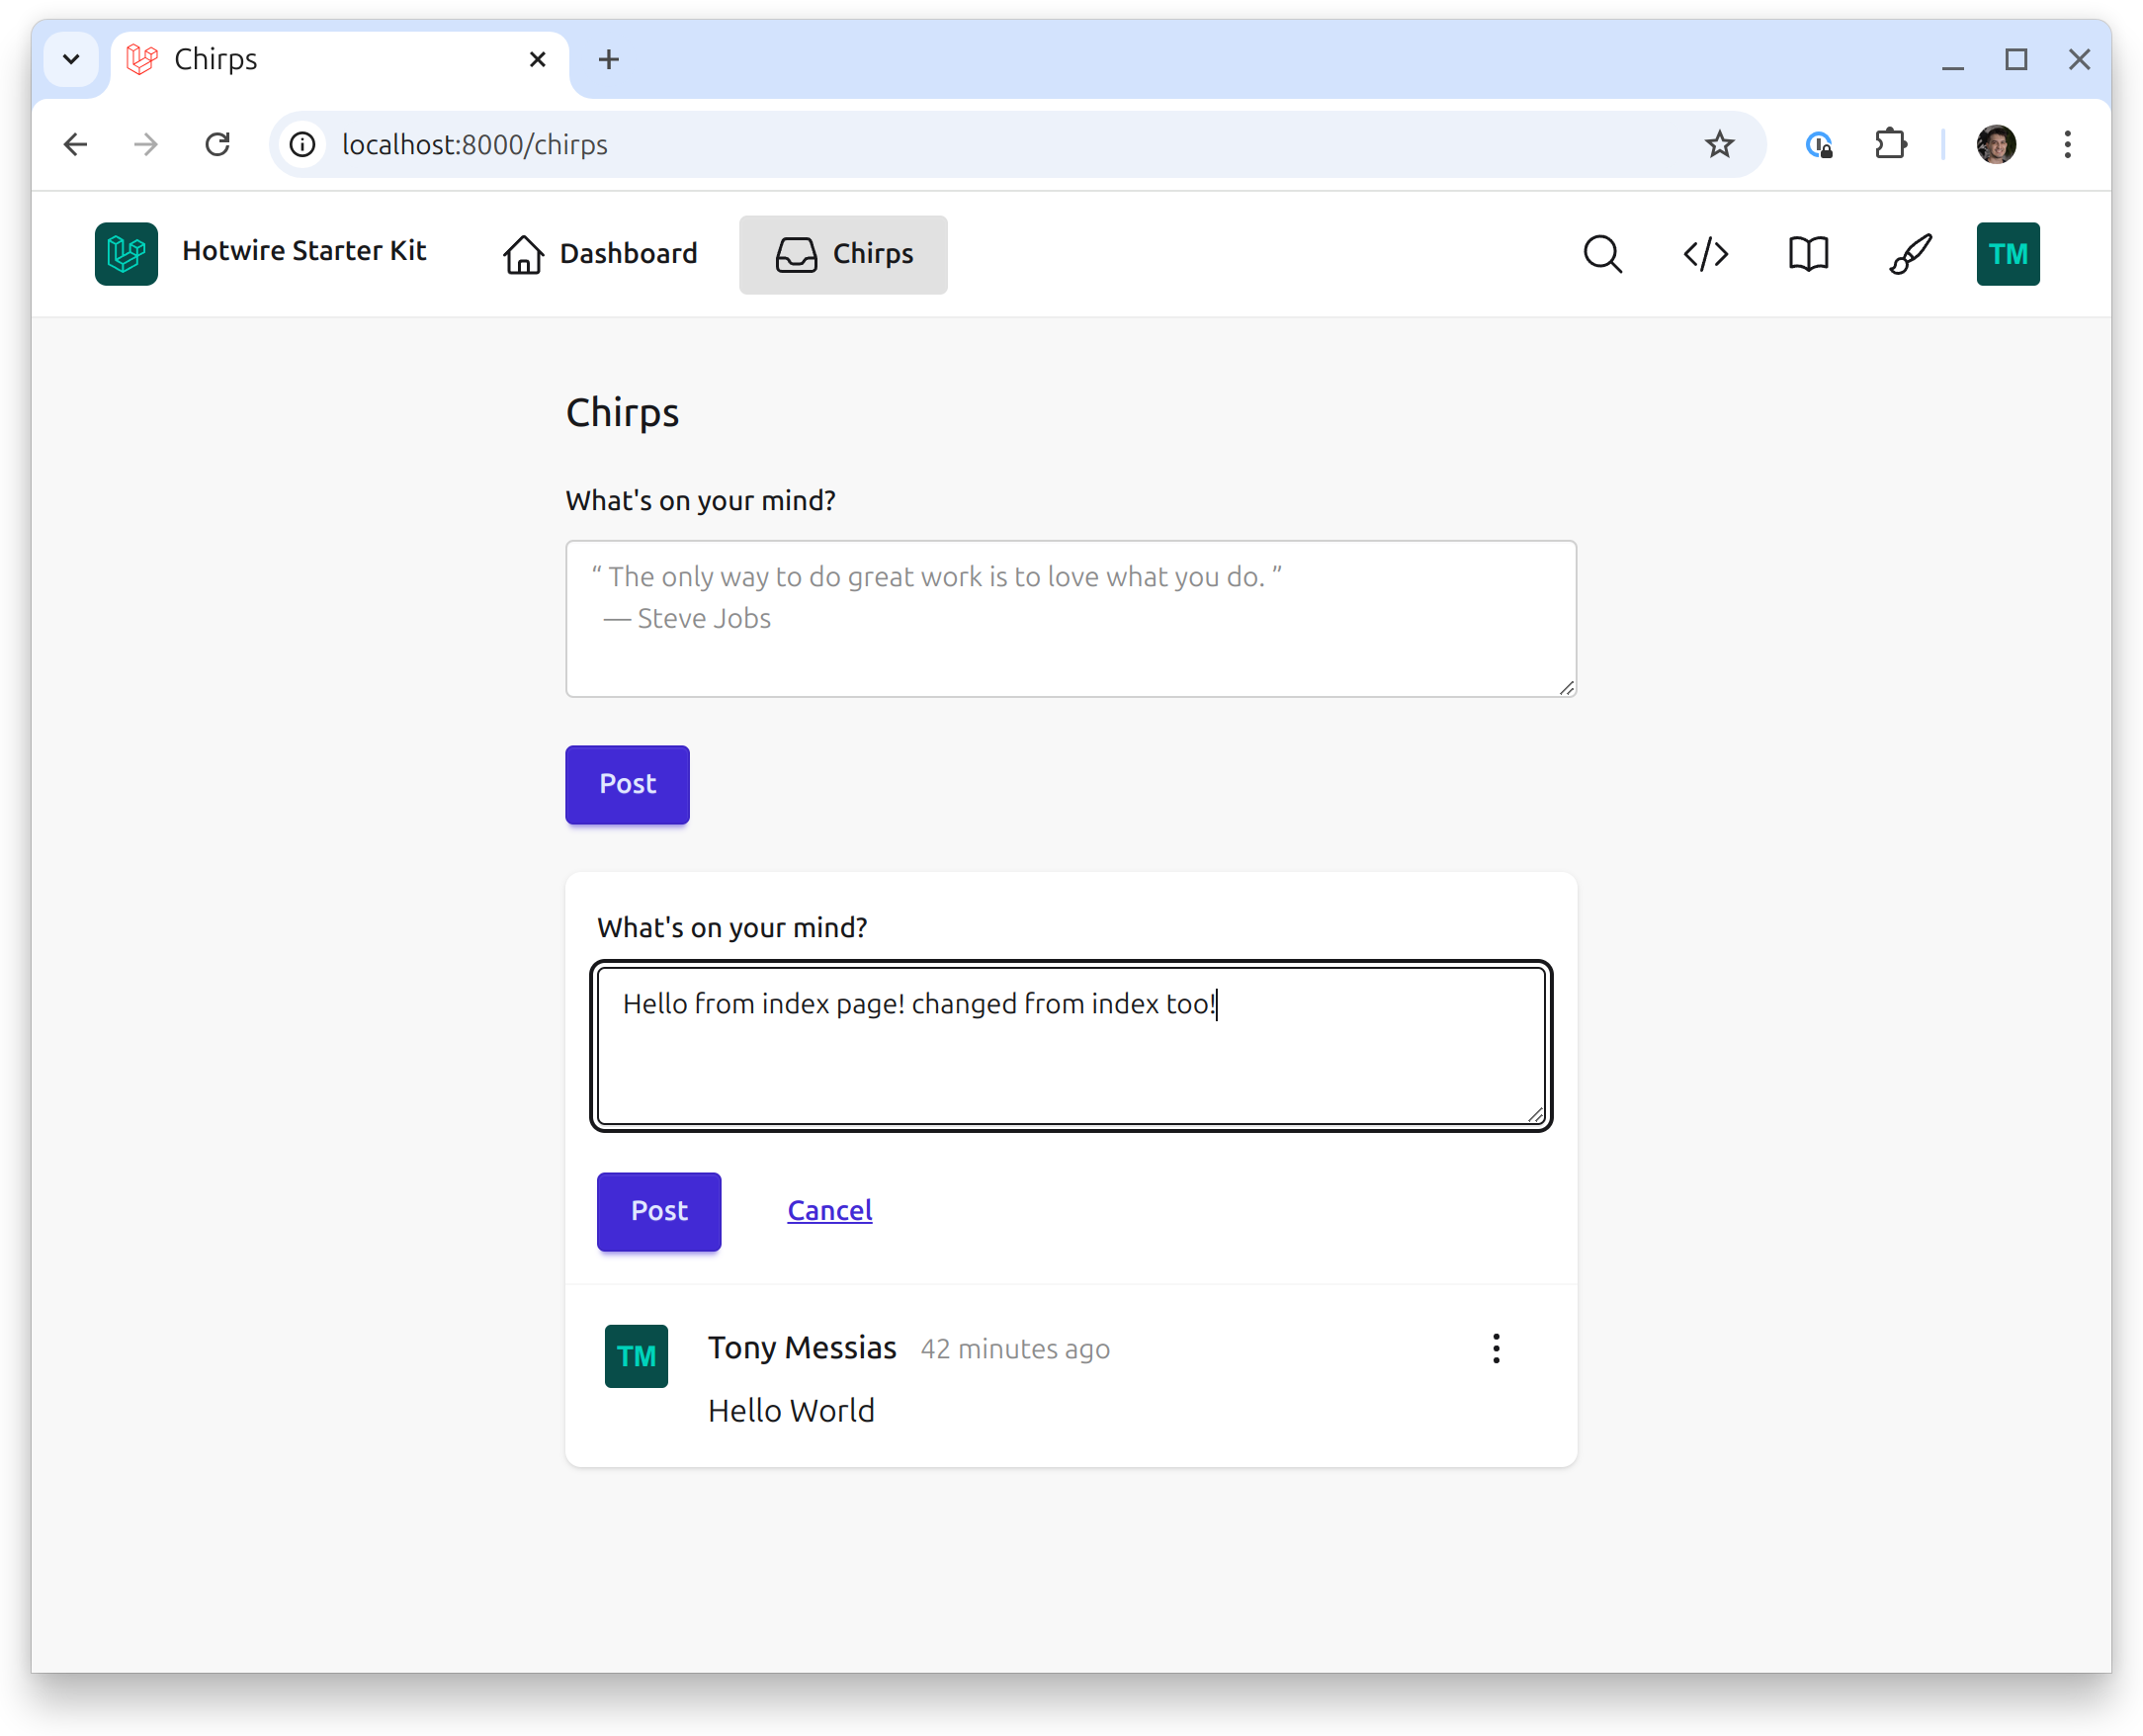 Chirps
localhost:8000/chirps
Hotwire Starter Kit
Dashboard
Chirps
TM
Chirps
What's on your mind?
“ The only way to do great work is to love what you do. ”
— Steve Jobs
Post
What's on your mind?
Hello from index page! changed from index too!
Post
Cancel
TM
Tony Messias 42 minutes ago
Hello World